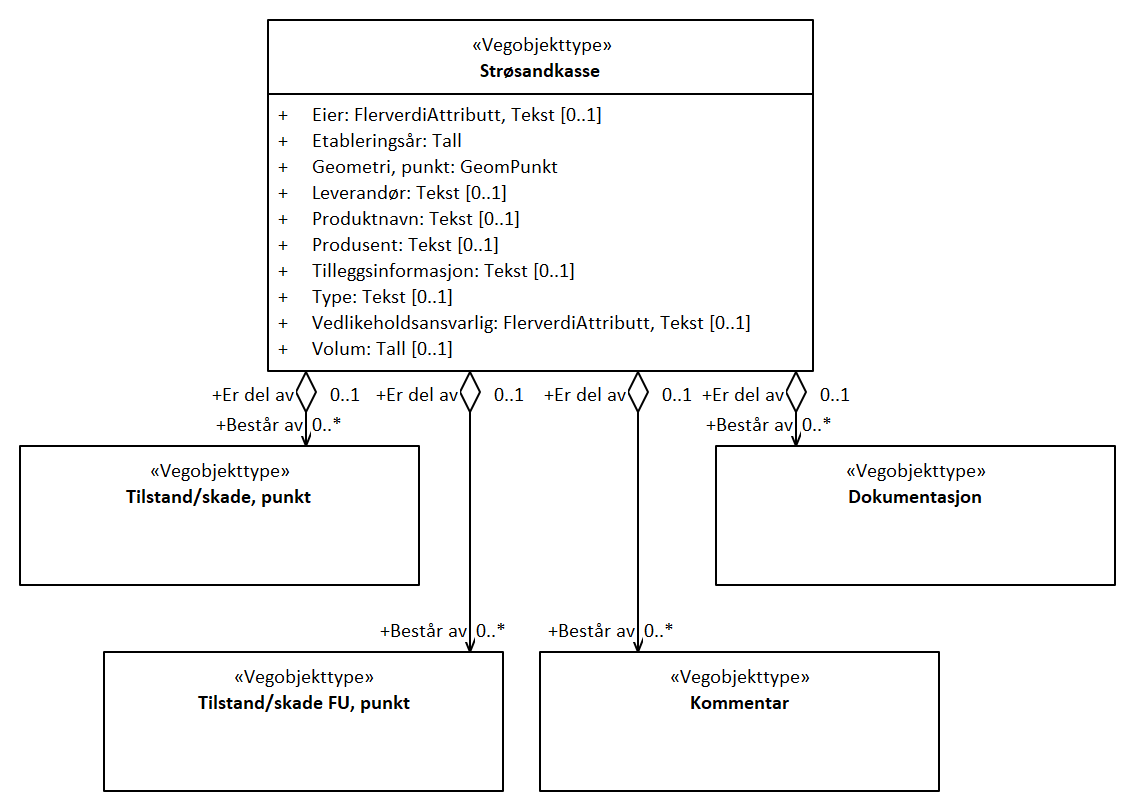 «Vegobjekttype»
Strøsandkasse
+ Eier: FlerverdiAttributt, Tekst [0..1]
+ Etableringsår: Tall
+ Geometri, punkt: GeomPunkt
+ Leverandør: Tekst [0..1]
+ Produktnavn: Tekst [0..1]
+ Produsent: Tekst [0..1]
+ Tilleggsinformasjon: Tekst [0..1]
+ Type: Tekst [0..1]
+ Vedlikeholdsansvarlig: FlerverdiAttributt, Tekst [0..1]
+ Volum: Tall [0..1]
+Er del av 0..1 +Er del av 0..1 +Er del av 0..1 +Er del av 0..1
+Består av 0..* +Består av 0..*
«Vegobjekttype»
Tilstand/skade, punkt
«Vegobjekttype»
Dokumentasjon
+Består av 0..* +Består av 0..*
«Vegobjekttype»
Tilstand/skade FU, punkt
«Vegobjekttype»
Kommentar